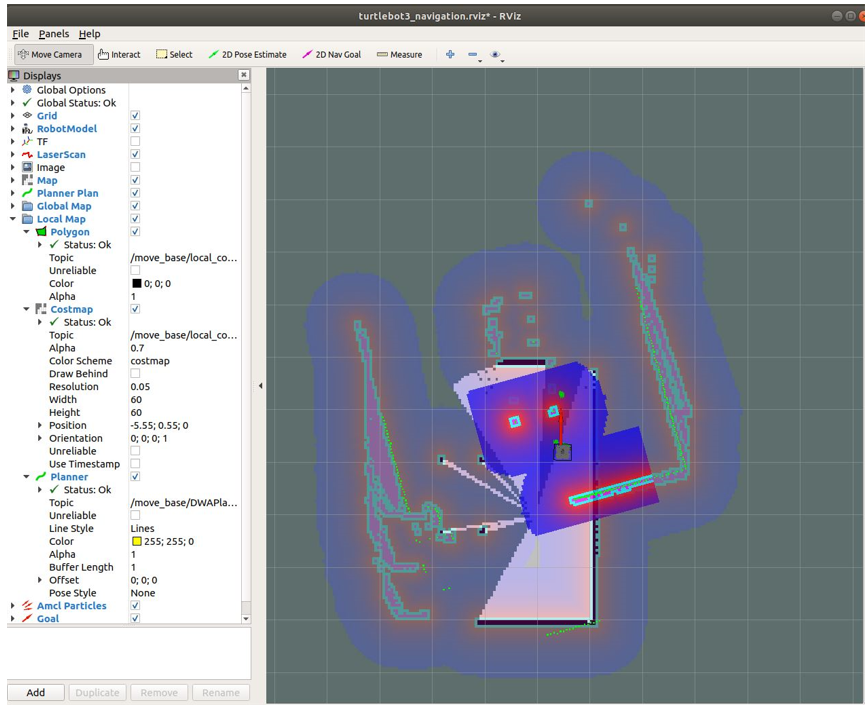 turtlebot3_navigation.rviz* - RViz
File Panels Help
Move Camera Interact Select 2D Pose Estimate 2D Nav Goal Measure
Displays
Global Options
Global Status: Ok
Grid
RobotModel
TF
LaserScan
Image
Map
Planner Plan
Global Map
Local Map
Polygon
Status: Ok
Topic /move_base/local_co...
Unreliable
Color 0; 0; 0
Alpha 1
Costmap
Status: Ok
Topic /move_base/local_co...
Alpha 0.7
Color Scheme costmap
Draw Behind
Resolution 0.05
Width 60
Height 60
Position -5.55; 0.55; 0
Orientation 0; 0; 0; 1
Unreliable
Use Timestamp
Planner
Status: Ok
Topic /move_base/DWAPla...
Unreliable
Line Style Lines
Color 255; 255; 0
Alpha 1
Buffer Length 1
Offset 0; 0; 0
Pose Style None
Amcl Particles
Goal
Add Duplicate Remove Rename